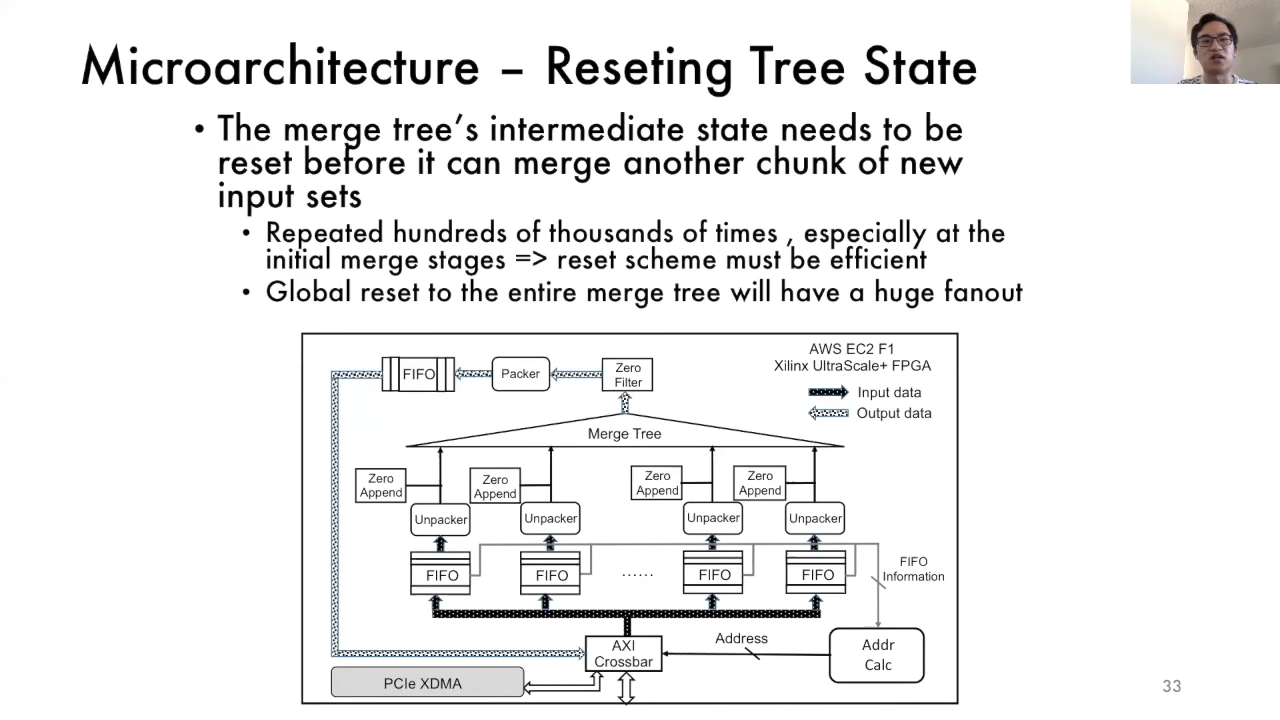 Microarchitecture – Reseting Tree State
• The merge tree's intermediate state needs to be
reset before it can merge another chunk of new
input sets
• Repeated hundreds of thousands of times , especially at the
initial merge stages => reset scheme must be efficient
• Global reset to the entire merge tree will have a huge fanout
AWS EC2 F1
Xilinx UltraScale+ FPGA
Input data
Output data
FIFO
Packer
Zero
Filter
Merge Tree
Zero
Append
Zero
Append
Zero
Append
Zero
Append
Unpacker
Unpacker
Unpacker
Unpacker
FIFO
FIFO
......
FIFO
FIFO
FIFO
Information
AXI
Crossbar
Address
Addr
Calc
PCIe XDMA
33